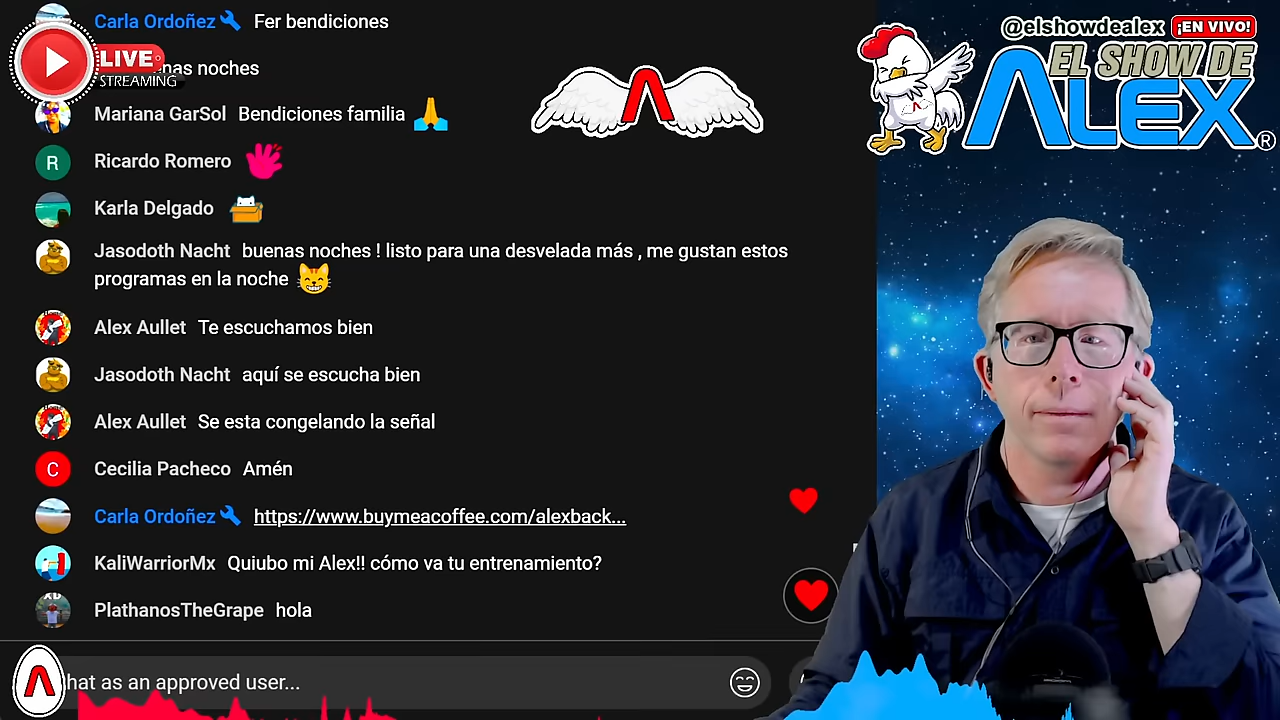 Carla Ordoñez Fer bendiciones
LIVE
STREAMING
nas noches
Mariana GarSol Bendiciones familia
R Ricardo Romero
Karla Delgado
Jasodoth Nacht buenas noches ! listo para una desvelada más , me gustan estos
programas en la noche
Alex Aullet Te escuchamos bien
Jasodoth Nacht aquí se escucha bien
Alex Aullet Se esta congelando la señal
C Cecilia Pacheco Amén
Carla Ordoñez https://www.buymeacoffee.com/alexback...
KaliWarriorMx Quiubo mi Alex!! cómo va tu entrenamiento?
PlathanosTheGrape hola
hat as an approved user...
@elshowdealex ¡EN VIVO!
EL SHOW DE
ALEX®